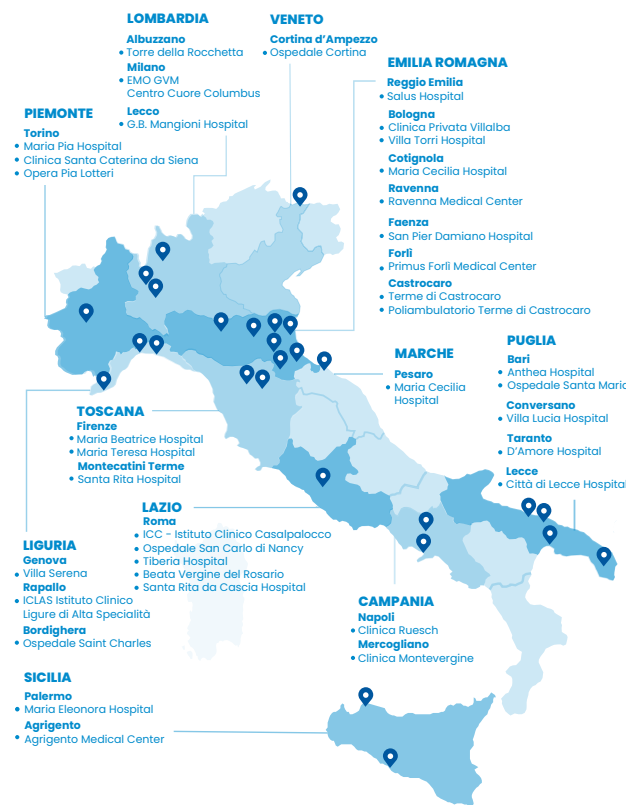 LOMBARDIA
Albuzzano
Torre della Rocchetta
Milano
EMO GVM
Centro Cuore Columbus
Lecco
G.B. Mangioni Hospital
VENETO
Cortina d'Ampezzo
Ospedale Cortina
EMILIA ROMAGNA
Reggio Emilia
Salus Hospital
Bologna
Clinica Privata Villalba
Villa Torri Hospital
Cotignola
Maria Cecilia Hospital
Ravenna
Ravenna Medical Center
Faenza
San Pier Damiano Hospital
Forlì
Primus Forlì Medical Center
Castrocaro
Terme di Castrocaro
Poliambulatorio Terme di Castrocaro
PIEMONTE
Torino
Maria Pia Hospital
Clinica Santa Caterina da Siena
Opera Pia Lotteri
MARCHE
Pesaro
Maria Cecilia
Hospital
PUGLIA
Bari
Anthea Hospital
Ospedale Santa Maria
Conversano
Villa Lucia Hospital
Taranto
D'Amore Hospital
Lecce
Città di Lecce Hospital
TOSCANA
Firenze
Maria Beatrice Hospital
Maria Teresa Hospital
Montecatini Terme
Santa Rita Hospital
LAZIO
Roma
ICC - Istituto Clinico Casalpalocco
Ospedale San Carlo di Nancy
Tiberia Hospital
Beata Vergine del Rosario
Santa Rita da Cascia Hospital
LIGURIA
Genova
Villa Serena
Rapallo
ICLAS Istituto Clinico
Ligure di Alta Specialità
Bordighera
Ospedale Saint Charles
CAMPANIA
Napoli
Clinica Ruesch
Mercogliano
Clinica Montevergine
SICILIA
Palermo
Maria Eleonora Hospital
Agrigento
Agrigento Medical Center